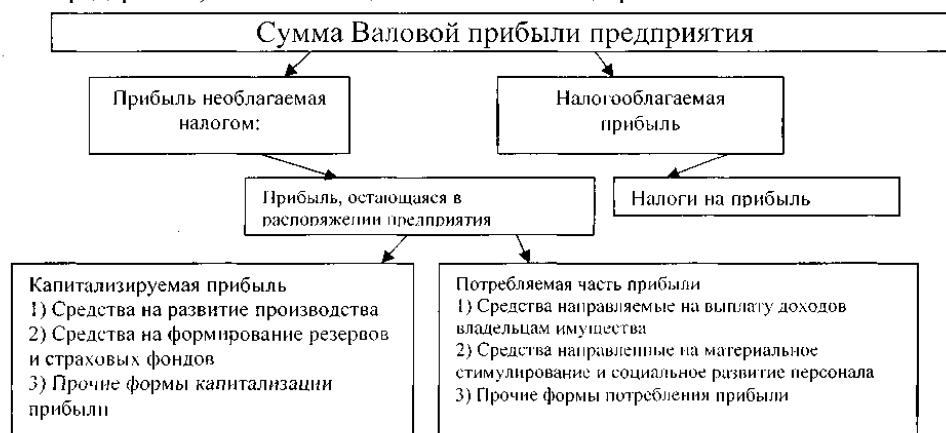 Сумма Валовой прибыли предприятия
Прибыль необлагаемая
налогом:
Налогооблагаемая
прибыль
Прибыль, остающаяся в
распоряжении предприятия
Налоги на прибыль
Капитализируемая прибыль
1) Средства на развитие производства
2) Средства на формирование резервов
и страховых фондов
3) Прочие формы капитализации
прибыли
Потребляемая часть прибыли
1) Средства направляемые на выплату доходов
владельцам имущества
2) Средства направленные на материальное
стимулирование и социальное развитие персонала
3) Прочие формы потребления прибыли